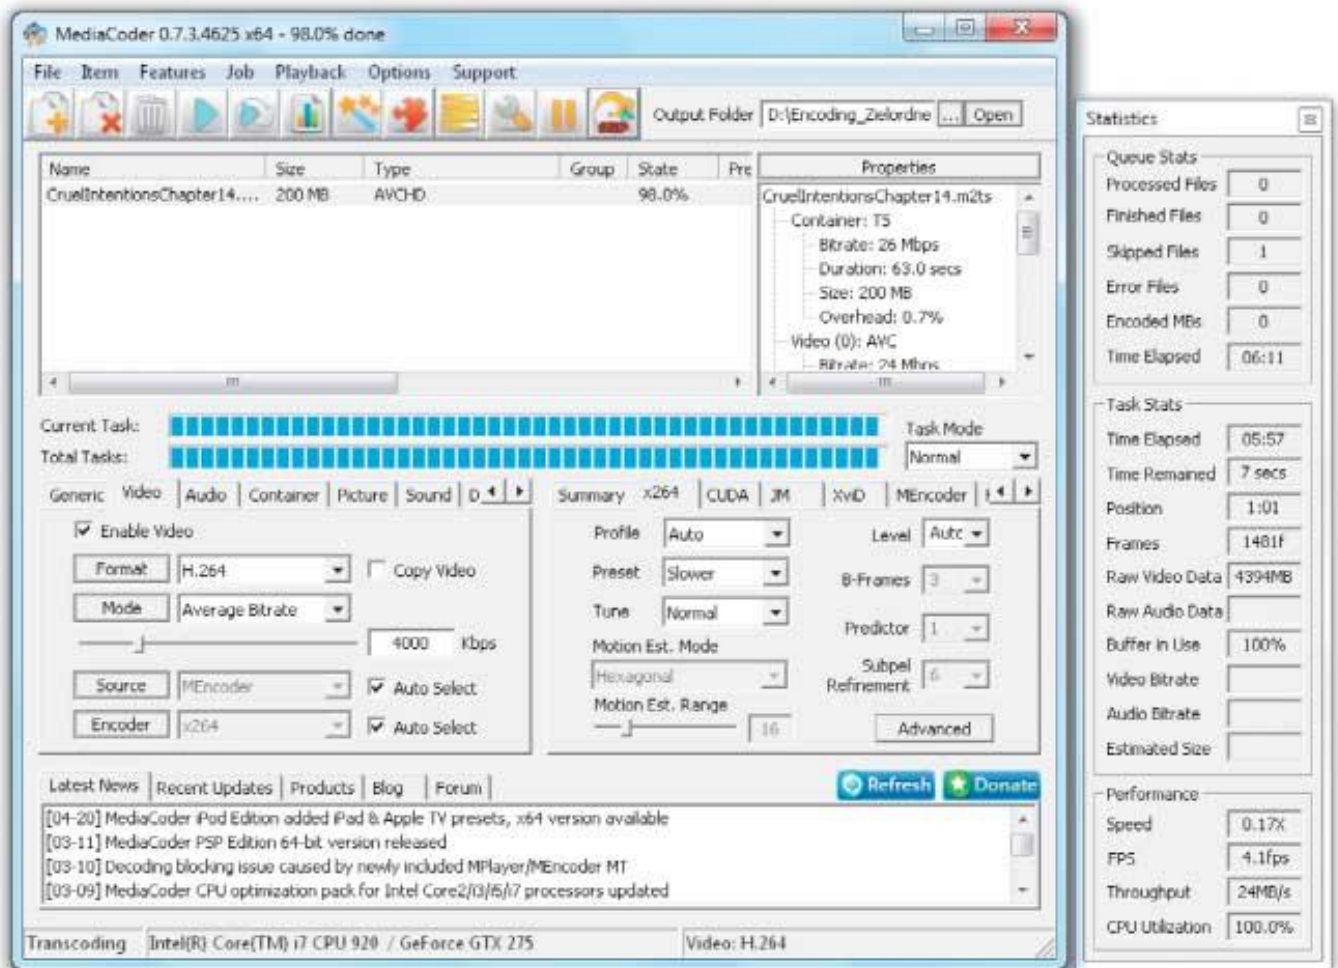 MediaCoder 0.7.3.4625 x64 - 98.0% done
File Item Features Job Playback Options Support
Output Folder D:\Encoding_Zielordne ... Open
Name Size Type Group State Pre
CruelIntentionsChapter14.... 200 MB AVCHD 98.0%
Properties
CruelIntentionsChapter14.m2ts
Container: TS
Bitrate: 26 Mbps
Duration: 63.0 secs
Size: 200 MB
Overhead: 0.7%
Video (0): AVC
Bitrate: 24 Mbps
Current Task:
Total Tasks:
Task Mode
Normal
Generic Video Audio Container Picture Sound D
Enable Video
Format H.264 Copy Video
Mode Average Bitrate
4000 Kbps
Source MEncoder Auto Select
Encoder x264 Auto Select
Summary x264 CUDA JM XviD MEncoder
Profile Auto Level Autc
Preset Slower B-Frames 3
Tune Normal Predictor 1
Motion Est. Mode
Hexagonal
Subpel Refinement 6
Motion Est. Range
16
Advanced
Latest News Recent Updates Products Blog Forum
Refresh Donate
[04-20] MediaCoder iPod Edition added iPad & Apple TV presets, x64 version available
[03-11] MediaCoder PSP Edition 64-bit version released
[03-10] Decoding blocking issue caused by newly included MPlayer/MEncoder MT
[03-09] MediaCoder CPU optimization pack for Intel Core2/i3/i5/i7 processors updated
Transcoding Intel(R) Core(TM) i7 CPU 920 / GeForce GTX 275 Video: H.264
Statistics
Queue Stats
Processed Files 0
Finished Files 0
Skipped Files 1
Error Files 0
Encoded MBs 0
Time Elapsed 06:11
Task Stats
Time Elapsed 05:57
Time Remained 7 secs
Position 1:01
Frames 1481f
Raw Video Data 4394MB
Raw Audio Data
Buffer in Use 100%
Video Bitrate
Audio Bitrate
Estimated Size
Performance
Speed 0.17X
FPS 4.1fps
Throughput 24MB/s
CPU Utilization 100.0%